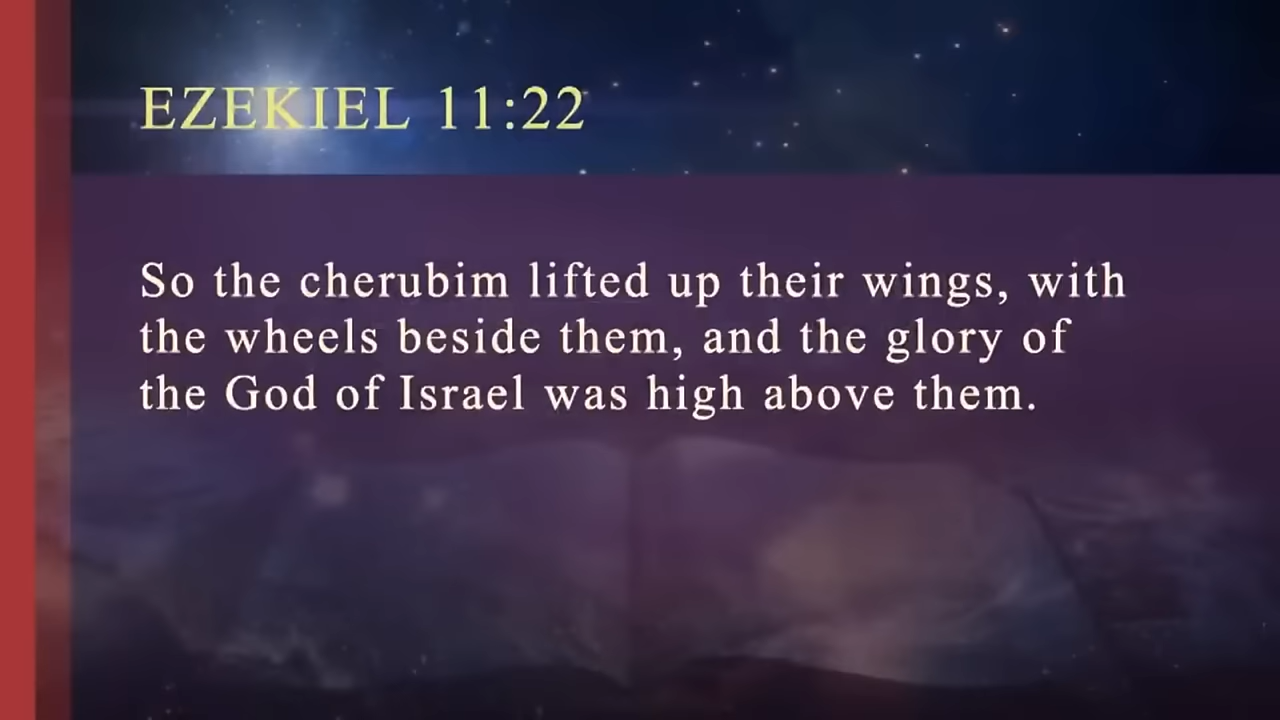 EZEKIEL 11:22
So the cherubim lifted up their wings, with
the wheels beside them, and the glory of
the God of Israel was high above them.